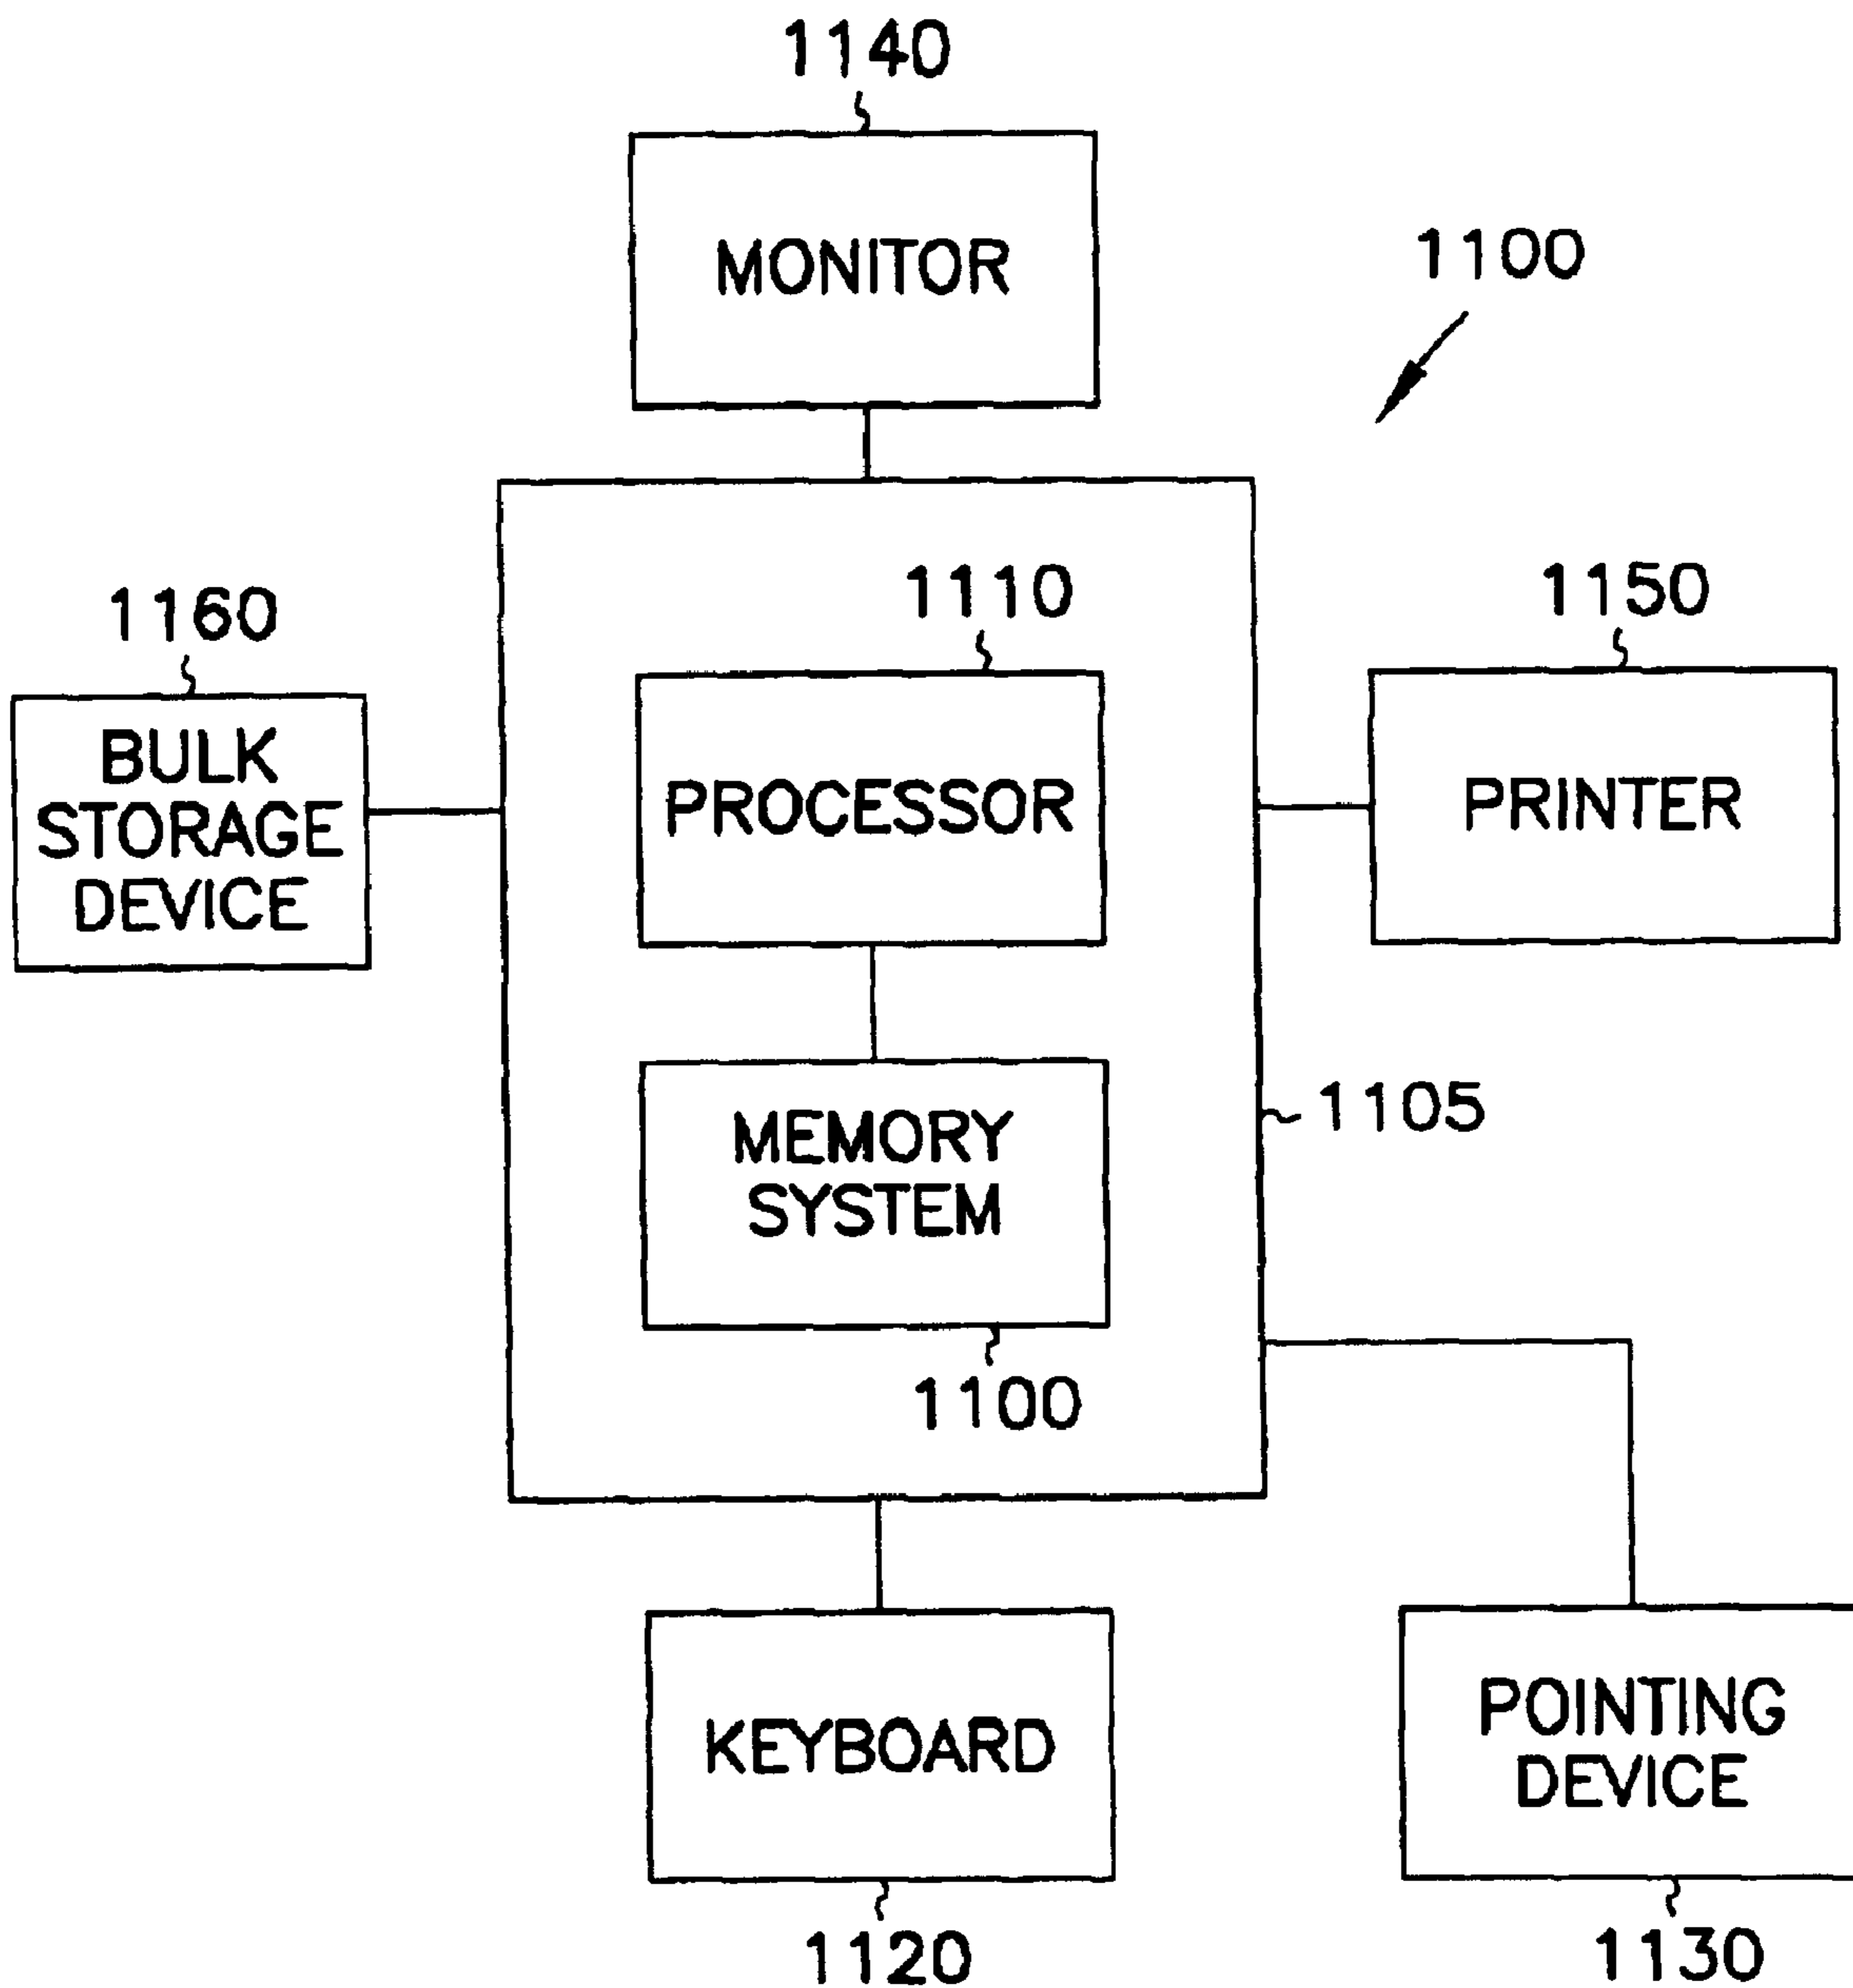 1140
MONITOR
1100
1110
1150
1160
BULK
STORAGE
DEVICE
PROCESSOR
PRINTER
MEMORY
SYSTEM
1105
1100
KEYBOARD
POINTING
DEVICE
1120
1130